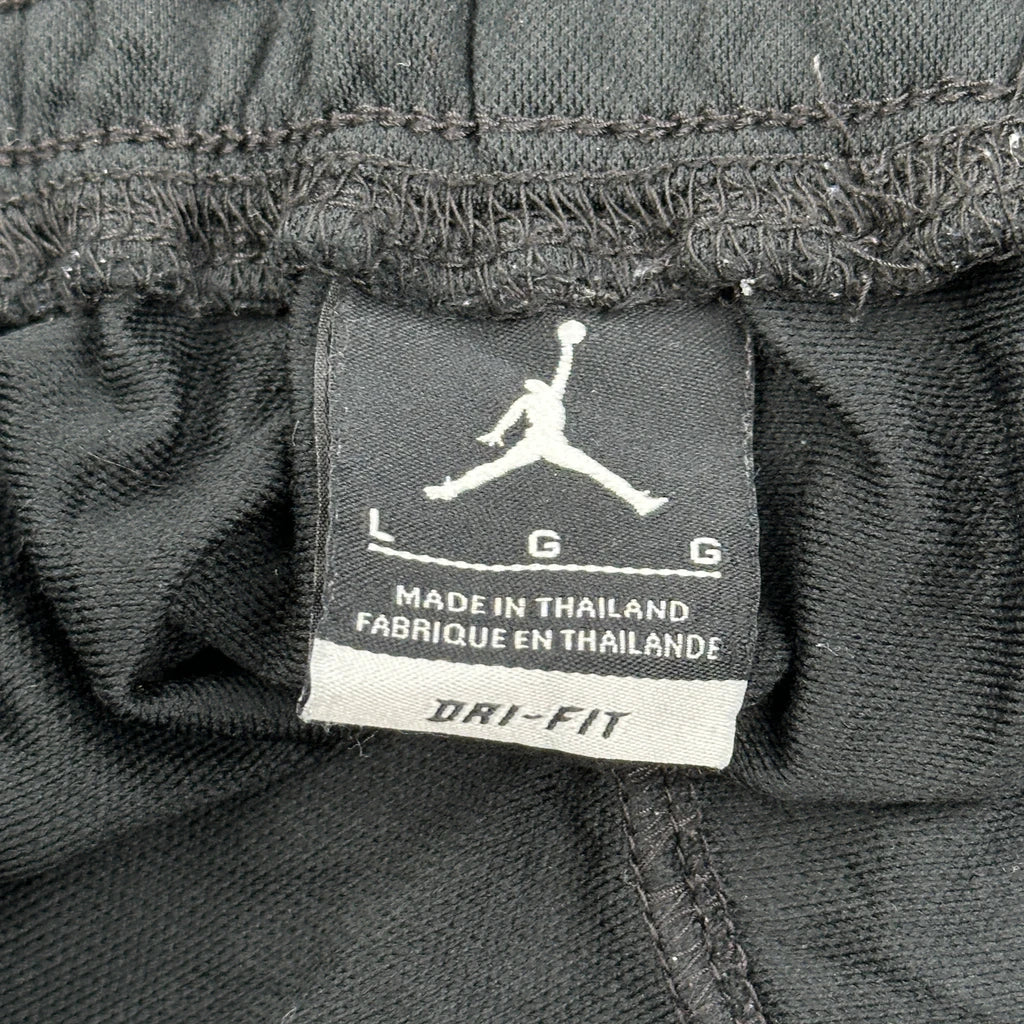 L G G
MADE IN THAILAND
FABRIQUE EN THAILANDE
DRI-FIT